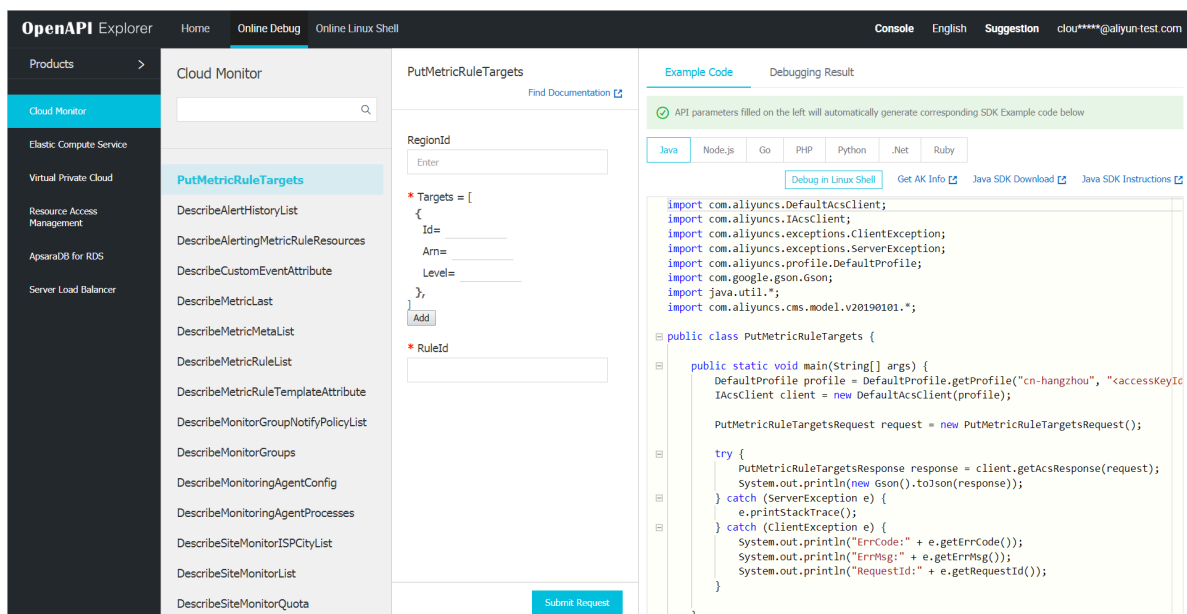 OpenAPI Explorer Home Online Debug Online Linux Shell Console English Suggestion clou*****@aliyun-test.com
Products >
Cloud Monitor
Elastic Compute Service
Virtual Private Cloud
Resource Access
Management
ApsaraDB for RDS
Server Load Balancer
Cloud Monitor
PutMetricRuleTargets
DescribeAlertHistoryList
DescribeAlertingMetricRuleResources
DescribeCustomEventAttribute
DescribeMetricLast
DescribeMetricMetaList
DescribeMetricRuleList
DescribeMetricRuleTemplateAttribute
DescribeMonitorGroupNotifyPolicyList
DescribeMonitorGroups
DescribeMonitoringAgentConfig
DescribeMonitoringAgentProcesses
DescribeSiteMonitorISPCityList
DescribeSiteMonitorList
DescribeSiteMonitorQuota
PutMetricRuleTargets
Find Documentation
RegionId
Enter
* Targets = [
{
Id=
Arn=
Level=
},
]
Add
* RuleId
Submit Request
Example Code Debugging Result
API parameters filled on the left will automatically generate corresponding SDK Example code below
Java Node.js Go PHP Python .Net Ruby
Debug in Linux Shell Get AK Info Java SDK Download Java SDK Instructions
import com.aliyuncs.DefaultAcsClient;
import com.aliyuncs.IAcsClient;
import com.aliyuncs.exceptions.ClientException;
import com.aliyuncs.exceptions.ServerException;
import com.aliyuncs.profile.DefaultProfile;
import com.google.gson.Gson;
import java.util.*;
import com.aliyuncs.cms.model.v20190101.*;
public class PutMetricRuleTargets {
public static void main(String[] args) {
DefaultProfile profile = DefaultProfile.getProfile("cn-hangzhou", "<accessKeyId
IAcsClient client = new DefaultAcsClient(profile);
PutMetricRuleTargetsRequest request = new PutMetricRuleTargetsRequest();
try {
PutMetricRuleTargetsResponse response = client.getAcsResponse(request);
System.out.println(new Gson().toJson(response));
} catch (ServerException e) {
e.printStackTrace();
} catch (ClientException e) {
System.out.println("ErrCode:" + e.getErrCode());
System.out.println("ErrMsg:" + e.getErrMsg());
System.out.println("RequestId:" + e.getRequestId());
}